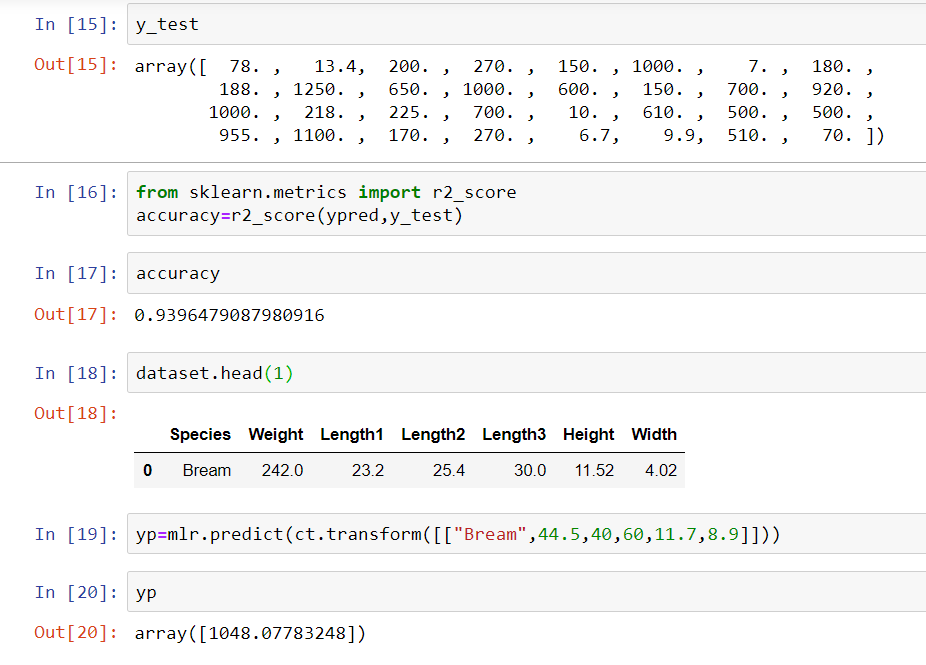 In [15]: y_test
Out[15]: array([  78. ,   13.4,  200. ,  270. ,  150. , 1000. ,    7. ,  180. ,
        188. , 1250. ,  650. , 1000. ,  600. ,  150. ,  700. ,  920. ,
       1000. ,  218. ,  225. ,  700. ,   10. ,  610. ,  500. ,  500. ,
        955. , 1100. ,  170. ,  270. ,    6.7,    9.9,  510. ,   70. ])
In [16]: from sklearn.metrics import r2_score
accuracy=r2_score(ypred,y_test)
In [17]: accuracy
Out[17]: 0.9396479087980916
In [18]: dataset.head(1)
Out[18]:
Species Weight Length1 Length2 Length3 Height Width
0 Bream 242.0 23.2 25.4 30.0 11.52 4.02
In [19]: yp=mlr.predict(ct.transform([["Bream",44.5,40,60,11.7,8.9]]))
In [20]: yp
Out[20]: array([1048.07783248])